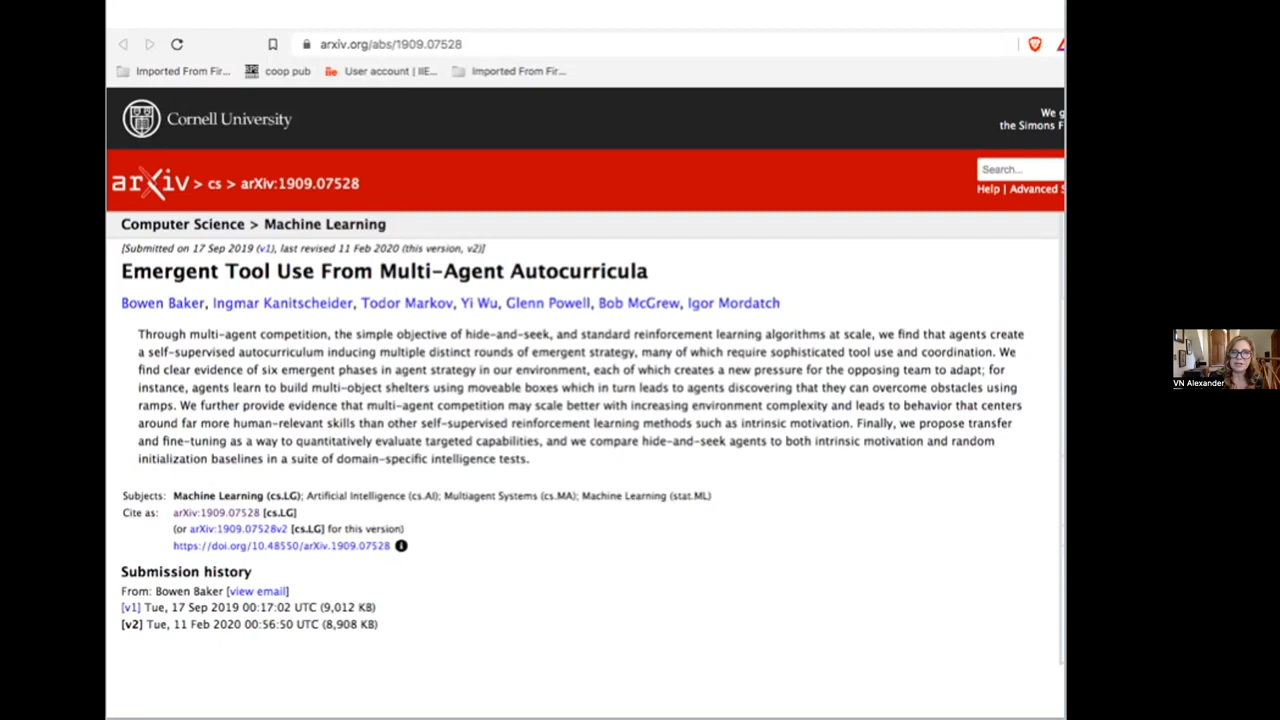 arxiv.org/abs/1909.07528
Imported From Fir... coop pub iie User account | IIE... Imported From Fir...
Cornell University
We g
the Simons F
arXiv > cs > arXiv:1909.07528
Search...
Help | Advanced S
Computer Science > Machine Learning
[Submitted on 17 Sep 2019 (v1), last revised 11 Feb 2020 (this version, v2)]
Emergent Tool Use From Multi-Agent Autocurricula
Bowen Baker, Ingmar Kanitscheider, Todor Markov, Yi Wu, Glenn Powell, Bob McGrew, Igor Mordatch
Through multi-agent competition, the simple objective of hide-and-seek, and standard reinforcement learning algorithms at scale, we find that agents create
a self-supervised autocurriculum inducing multiple distinct rounds of emergent strategy, many of which require sophisticated tool use and coordination. We
find clear evidence of six emergent phases in agent strategy in our environment, each of which creates a new pressure for the opposing team to adapt; for
instance, agents learn to build multi-object shelters using moveable boxes which in turn leads to agents discovering that they can overcome obstacles using
ramps. We further provide evidence that multi-agent competition may scale better with increasing environment complexity and leads to behavior that centers
around far more human-relevant skills than other self-supervised reinforcement learning methods such as intrinsic motivation. Finally, we propose transfer
and fine-tuning as a way to quantitatively evaluate targeted capabilities, and we compare hide-and-seek agents to both intrinsic motivation and random
initialization baselines in a suite of domain-specific intelligence tests.
Subjects: Machine Learning (cs.LG); Artificial Intelligence (cs.AI); Multiagent Systems (cs.MA); Machine Learning (stat.ML)
Cite as: arXiv:1909.07528 [cs.LG]
(or arXiv:1909.07528v2 [cs.LG] for this version)
https://doi.org/10.48550/arXiv.1909.07528
Submission history
From: Bowen Baker [view email]
[v1] Tue, 17 Sep 2019 00:17:02 UTC (9,012 KB)
[v2] Tue, 11 Feb 2020 00:56:50 UTC (8,908 KB)
VN Alexander